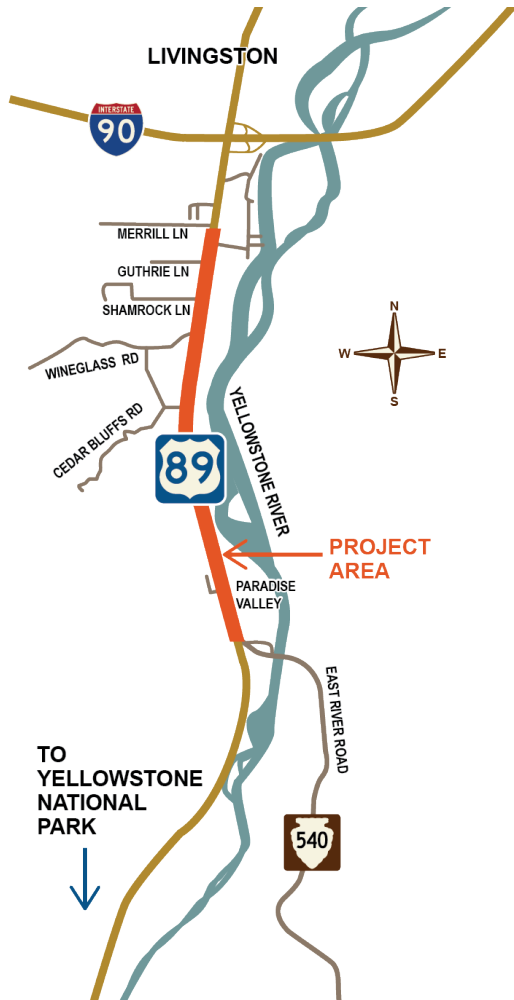 LIVINGSTON
INTERSTATE
90
MERRILL LN
GUTHRIE LN
SHAMROCK LN
WINEGLASS RD
CEDAR BLUFFS RD
N
W
E
S
89
YELLOWSTONE RIVER
PROJECT
AREA
PARADISE
VALLEY
EAST RIVER ROAD
TO
YELLOWSTONE
NATIONAL
PARK
540